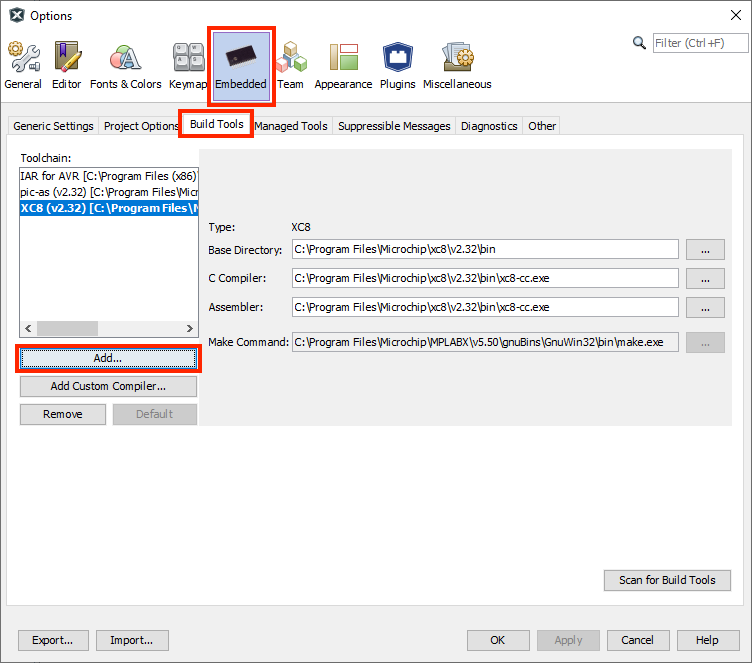 Options
Filter (Ctrl+F)
General Editor Fonts & Colors Keymap Embedded Team Appearance Plugins Miscellaneous
Generic Settings Project Options Build Tools Managed Tools Suppressible Messages Diagnostics Other
Toolchain:
IAR for AVR [C:\Program Files (x86)
pic-as (v2.32) [C:\Program Files\Micr
XC8 (v2.32) [C:\Program Files\M
Type: XC8
Base Directory: C:\Program Files\Microchip\xc8\v2.32\bin ...
C Compiler: C:\Program Files\Microchip\xc8\v2.32\bin\xc8-cc.exe ...
Assembler: C:\Program Files\Microchip\xc8\v2.32\bin\xc8-cc.exe ...
Make Command: C:\Program Files\Microchip\MPLABX\v5.50\gnuBins\GnuWin32\bin\make.exe ...
Add...
Add Custom Compiler...
Remove Default
Scan for Build Tools
Export... Import... OK Apply Cancel Help